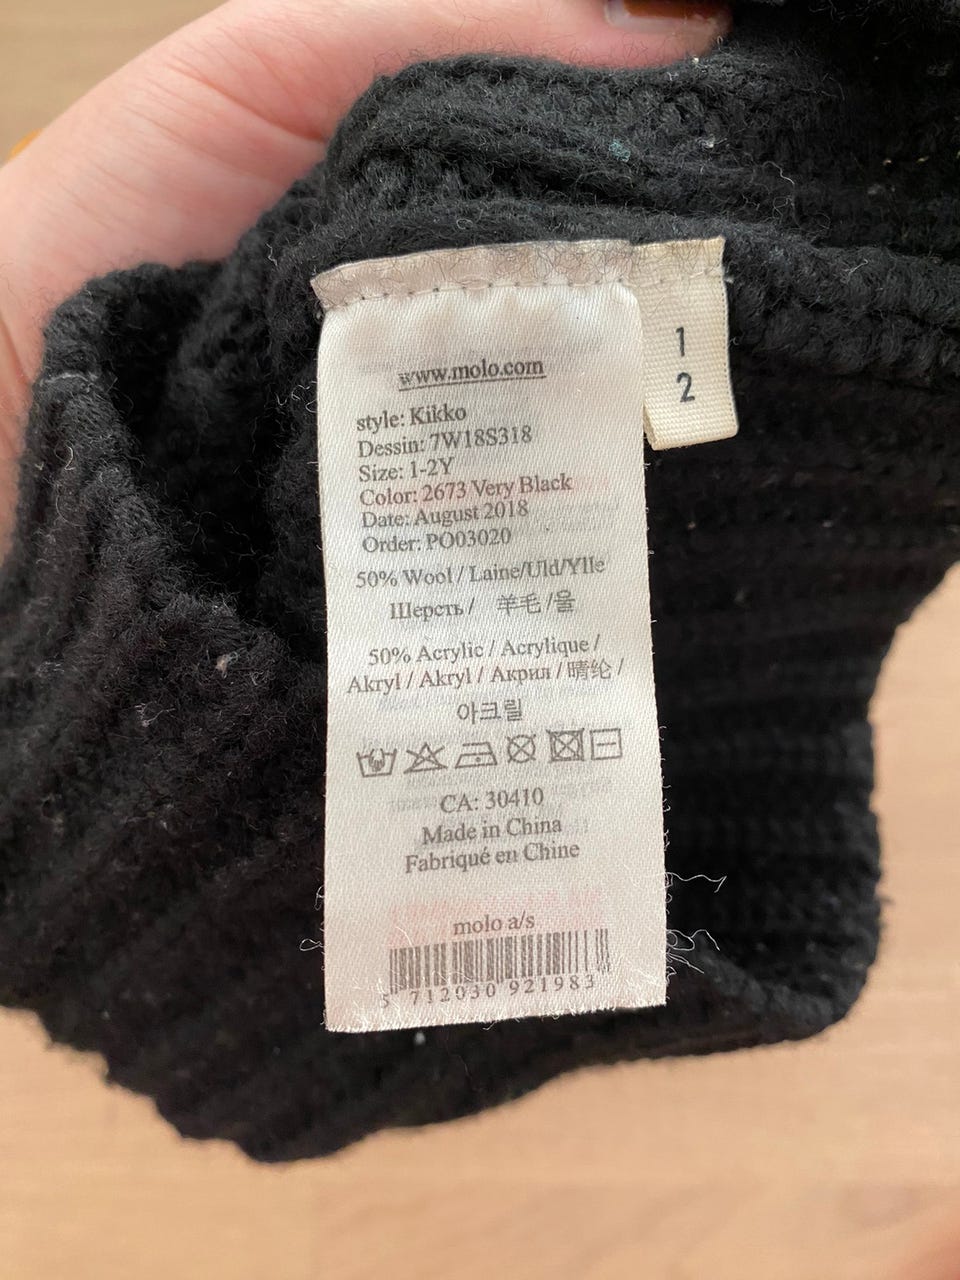 www.molo.com
style: Kikko
Dessin: 7W18S318
Size: 1-2Y
Color: 2673 Very Black
Date: August 2018
Order: PO03020
50% Wool / Laine/Uld/Ylle
Шерсть / 羊毛 /울
50% Acrylic / Acrylique /
Akryl / Akryl / Акрил / 晴纶 /
아크릴
CA: 30410
Made in China
Fabriqué en Chine
molo a/s
5 712030 921983
1
2